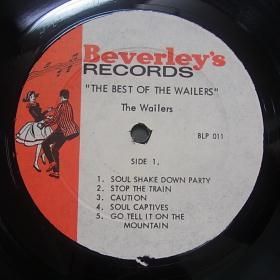 Beverley's
RECORDS
"THE BEST OF THE WAILERS"
The Wailers
BLP 011
SIDE 1.
1. SOUL SHAKE DOWN PARTY
2. STOP THE TRAIN
3. CAUTION
4. SOUL CAPTIVES
5. GO TELL IT ON THE
MOUNTAIN